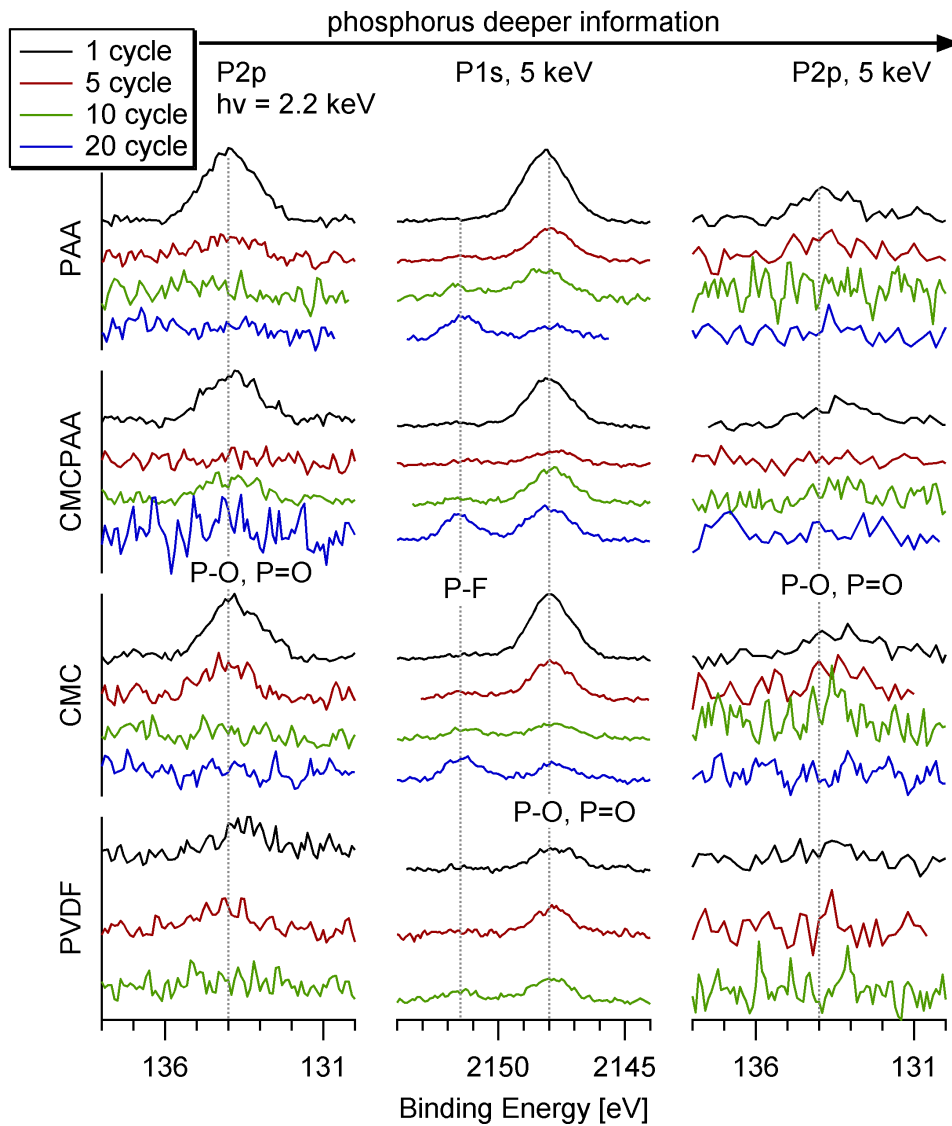 phosphorus deeper information
1 cycle
5 cycle
10 cycle
20 cycle
P2p
hν = 2.2 keV
P1s, 5 keV
P2p, 5 keV
PAA
CMCPAA
P-O, P=O
P-F
P-O, P=O
CMC
P-O, P=O
PVDF
136
131
2150
2145
136
131
Binding Energy [eV]